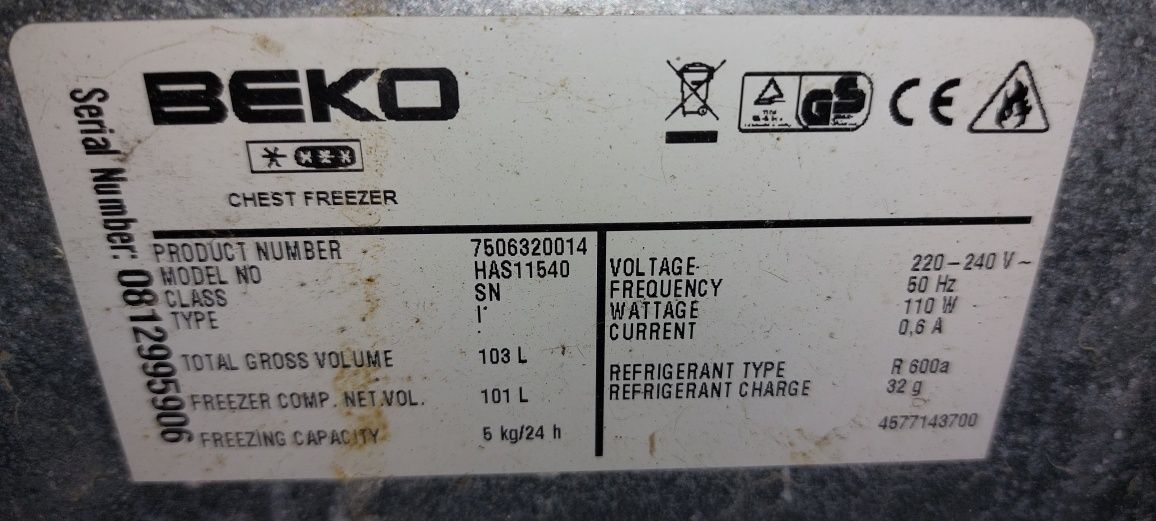 BEKO
CHEST FREEZER
Serial Number: 0812995906
PRODUCT NUMBER 7506320014
MODEL NO HAS11540
CLASS SN
TYPE I
TOTAL GROSS VOLUME 103 L
FREEZER COMP. NET.VOL. 101 L
FREEZING CAPACITY 5 kg/24 h
VOLTAGE 220-240 V ~
FREQUENCY 50 Hz
WATTAGE 110 W
CURRENT 0,6 A
REFRIGERANT TYPE R 600a
REFRIGERANT CHARGE 32 g
4577143700
GS
CE